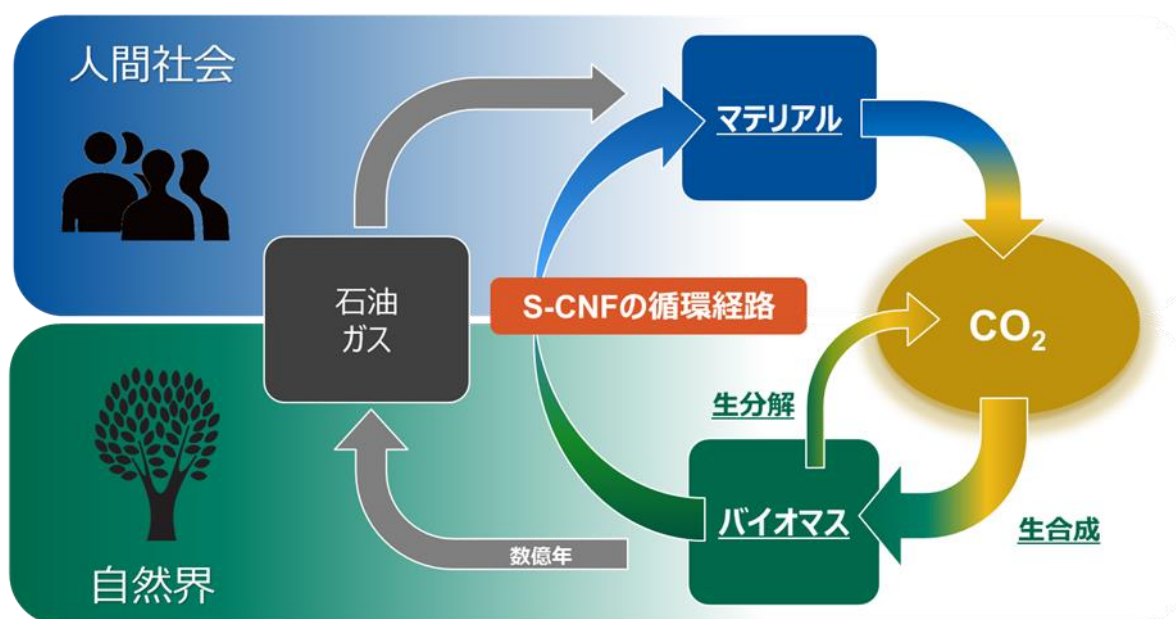 人間社会
マテリアル
石油
ガス
S-CNFの循環経路
CO₂
生分解
バイオマス
生合成
数億年
自然界